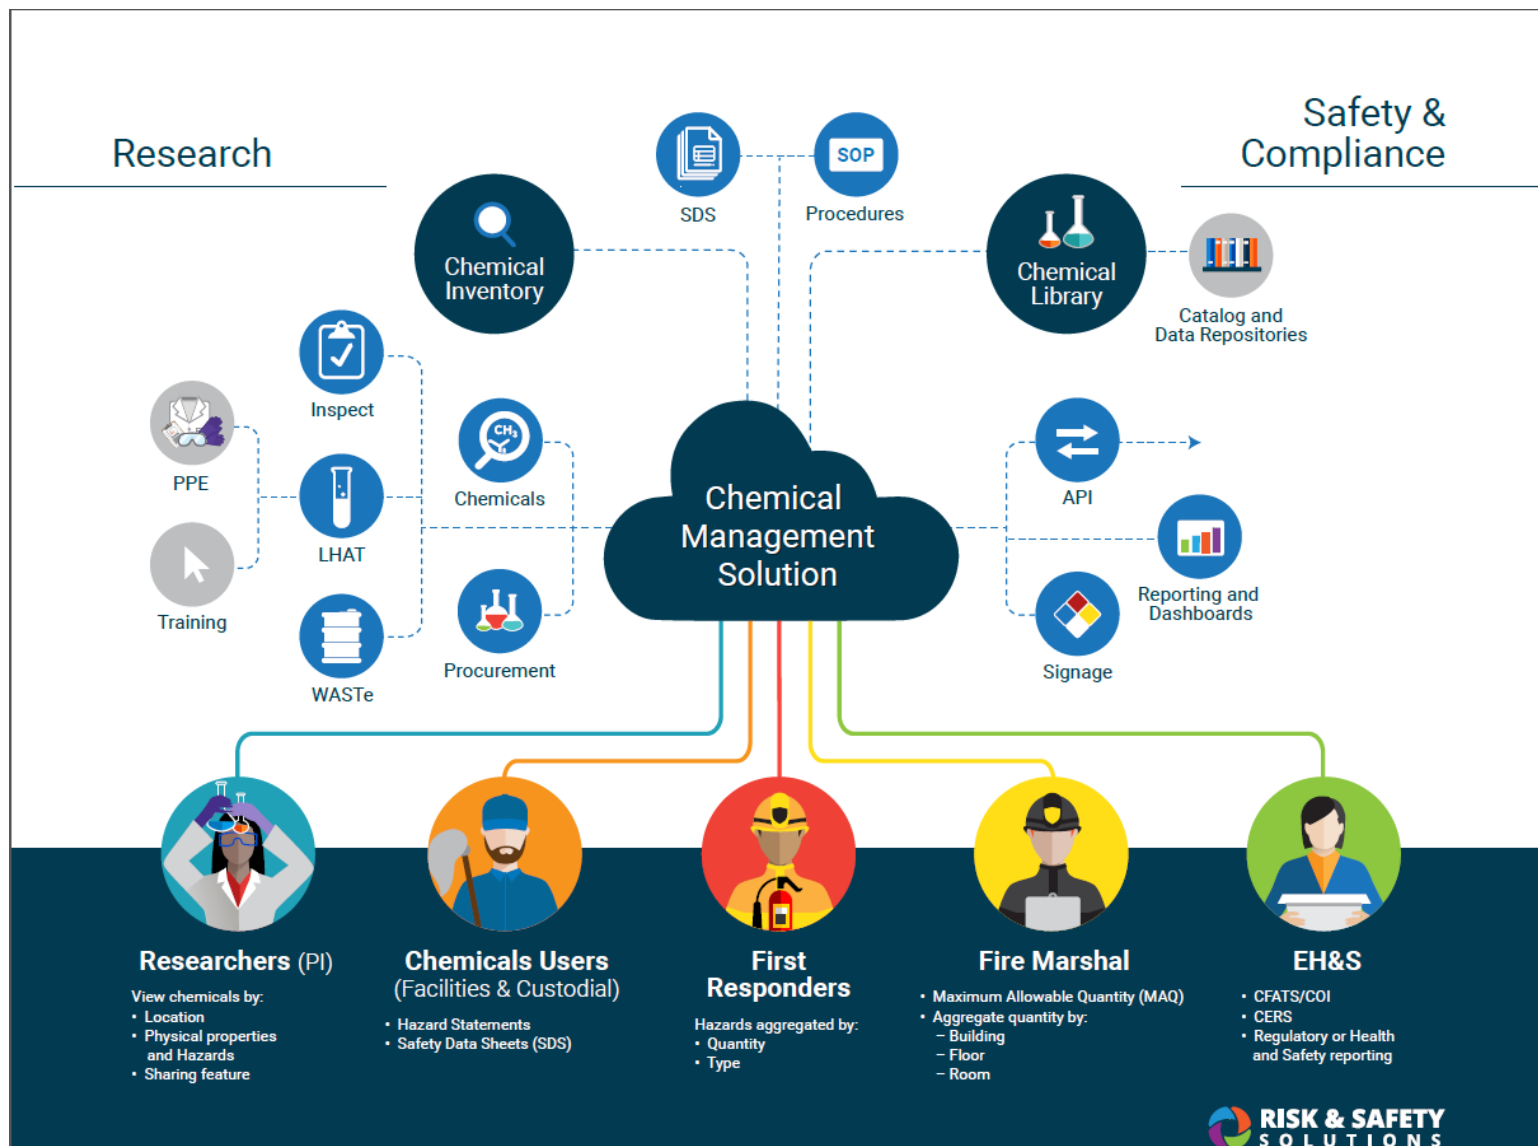 Research
Safety &
Compliance
SDS
SOP
Procedures
Chemical
Inventory
Chemical
Library
Catalog and
Data Repositories
Inspect
PPE
LHAT
Training
WASTe
CH3
Chemicals
Procurement
Chemical
Management
Solution
API
Reporting and
Dashboards
Signage
Researchers (PI)
View chemicals by:
• Location
• Physical properties
and Hazards
• Sharing feature
Chemicals Users
(Facilities & Custodial)
• Hazard Statements
• Safety Data Sheets (SDS)
First
Responders
Hazards aggregated by:
• Quantity
• Type
Fire Marshal
• Maximum Allowable Quantity (MAQ)
• Aggregate quantity by:
– Building
– Floor
– Room
EH&S
• CFATS/COI
• CERS
• Regulatory or Health
and Safety reporting
RISK & SAFETY
SOLUTIONS